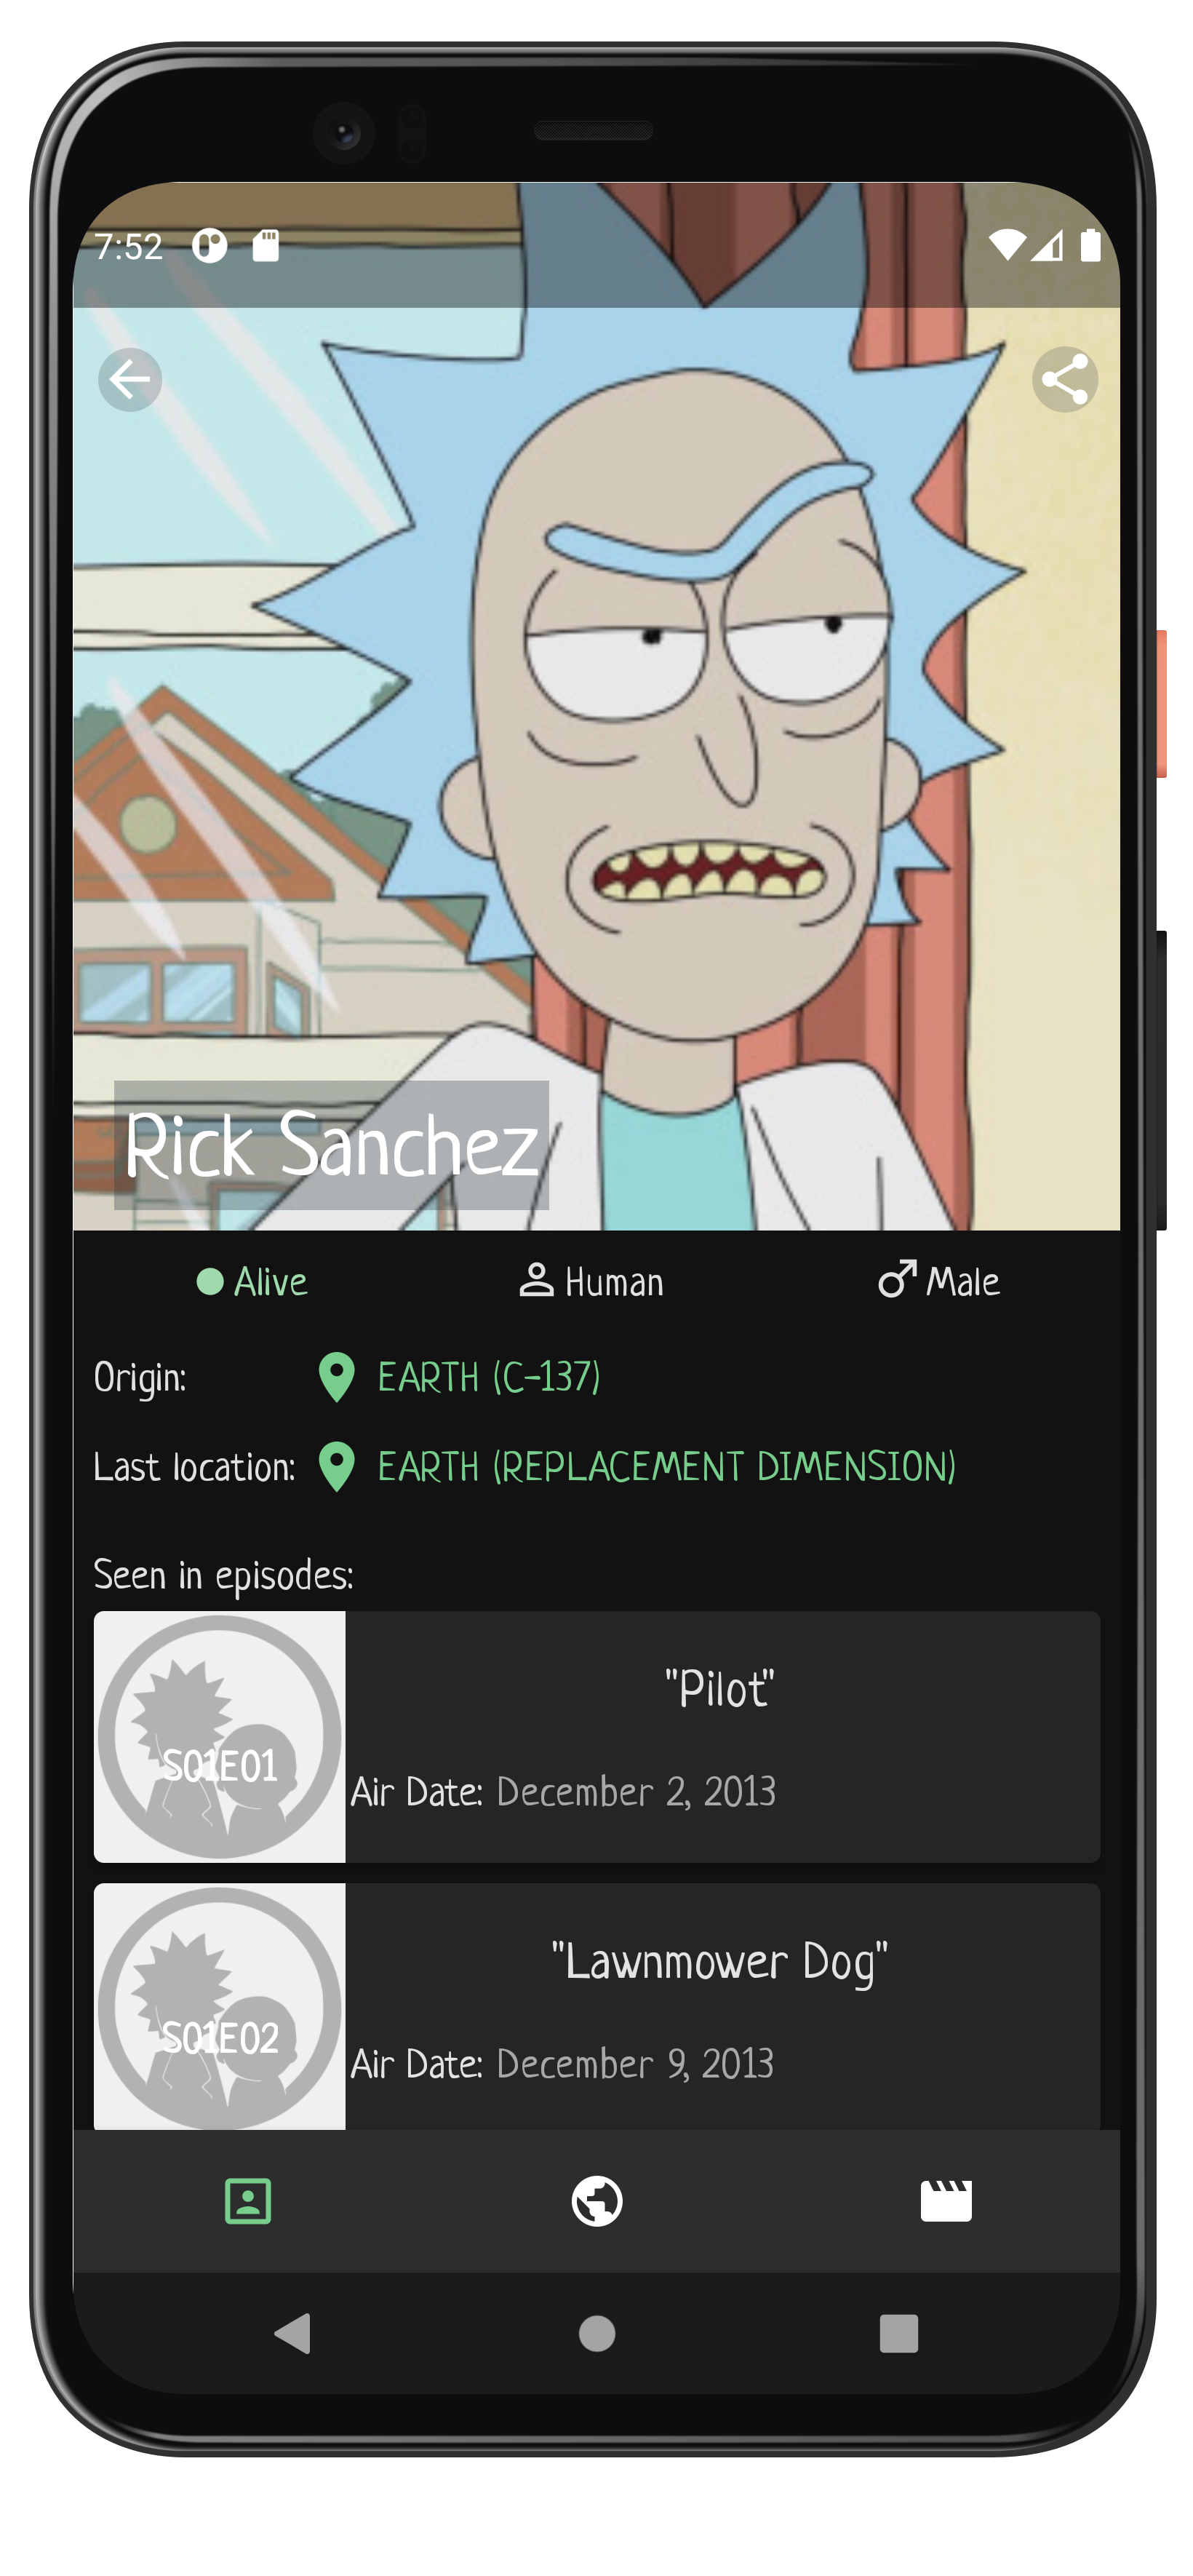 7:52
Rick Sanchez
Alive Human Male
Origin: EARTH (C-137)
Last location: EARTH (REPLACEMENT DIMENSION)
Seen in episodes:
"Pilot"
S01E01
Air Date: December 2, 2013
"Lawnmower Dog"
S01E02
Air Date: December 9, 2013